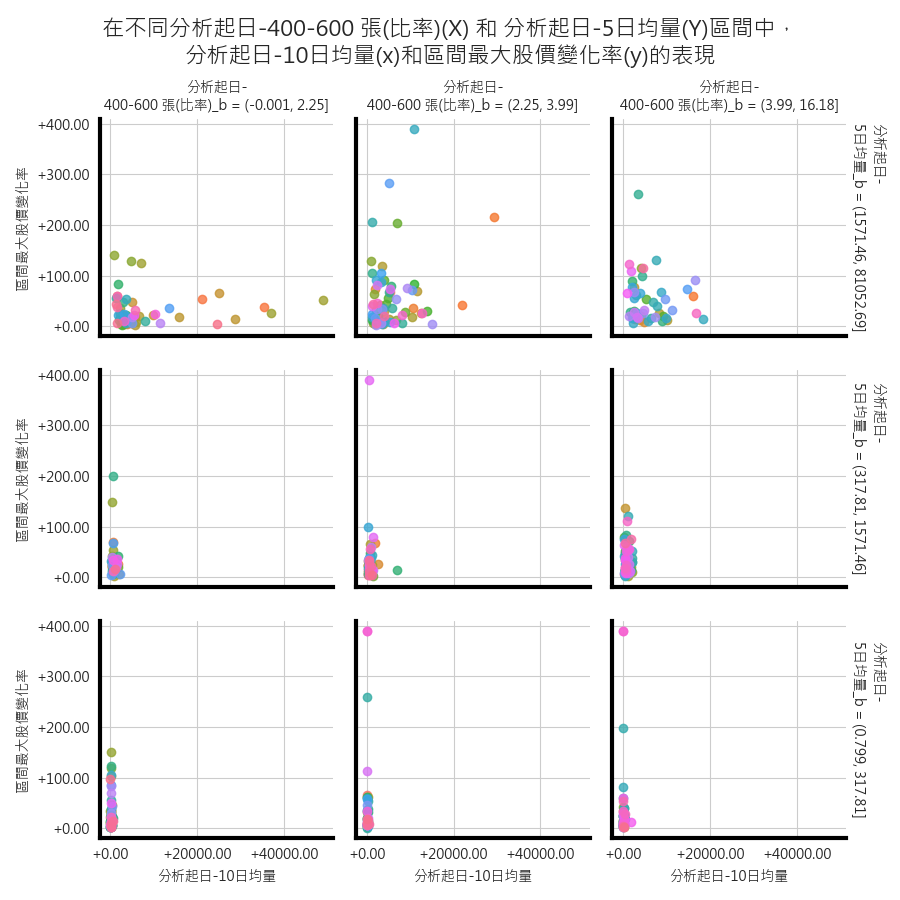 在不同分析起日-400-600 張(比率)(X) 和 分析起日-5日均量(Y)區間中，
分析起日-10日均量(x)和區間最大股價變化率(y)的表現
分析起日-
400-600 張(比率)_b = (-0.001, 2.25]
分析起日-
400-600 張(比率)_b = (2.25, 3.99]
分析起日-
400-600 張(比率)_b = (3.99, 16.18]
+400.00
+300.00
+200.00
+100.00
+0.00
區間最大股價變化率
分析起日-
5日均量_b = (1571.46, 81052.69]
+400.00
+300.00
+200.00
+100.00
+0.00
區間最大股價變化率
分析起日-
5日均量_b = (317.81, 1571.46]
+400.00
+300.00
+200.00
+100.00
+0.00
區間最大股價變化率
分析起日-
5日均量_b = (0.799, 317.81]
+0.00 +20000.00 +40000.00
+0.00 +20000.00 +40000.00
+0.00 +20000.00 +40000.00
分析起日-10日均量
分析起日-10日均量
分析起日-10日均量